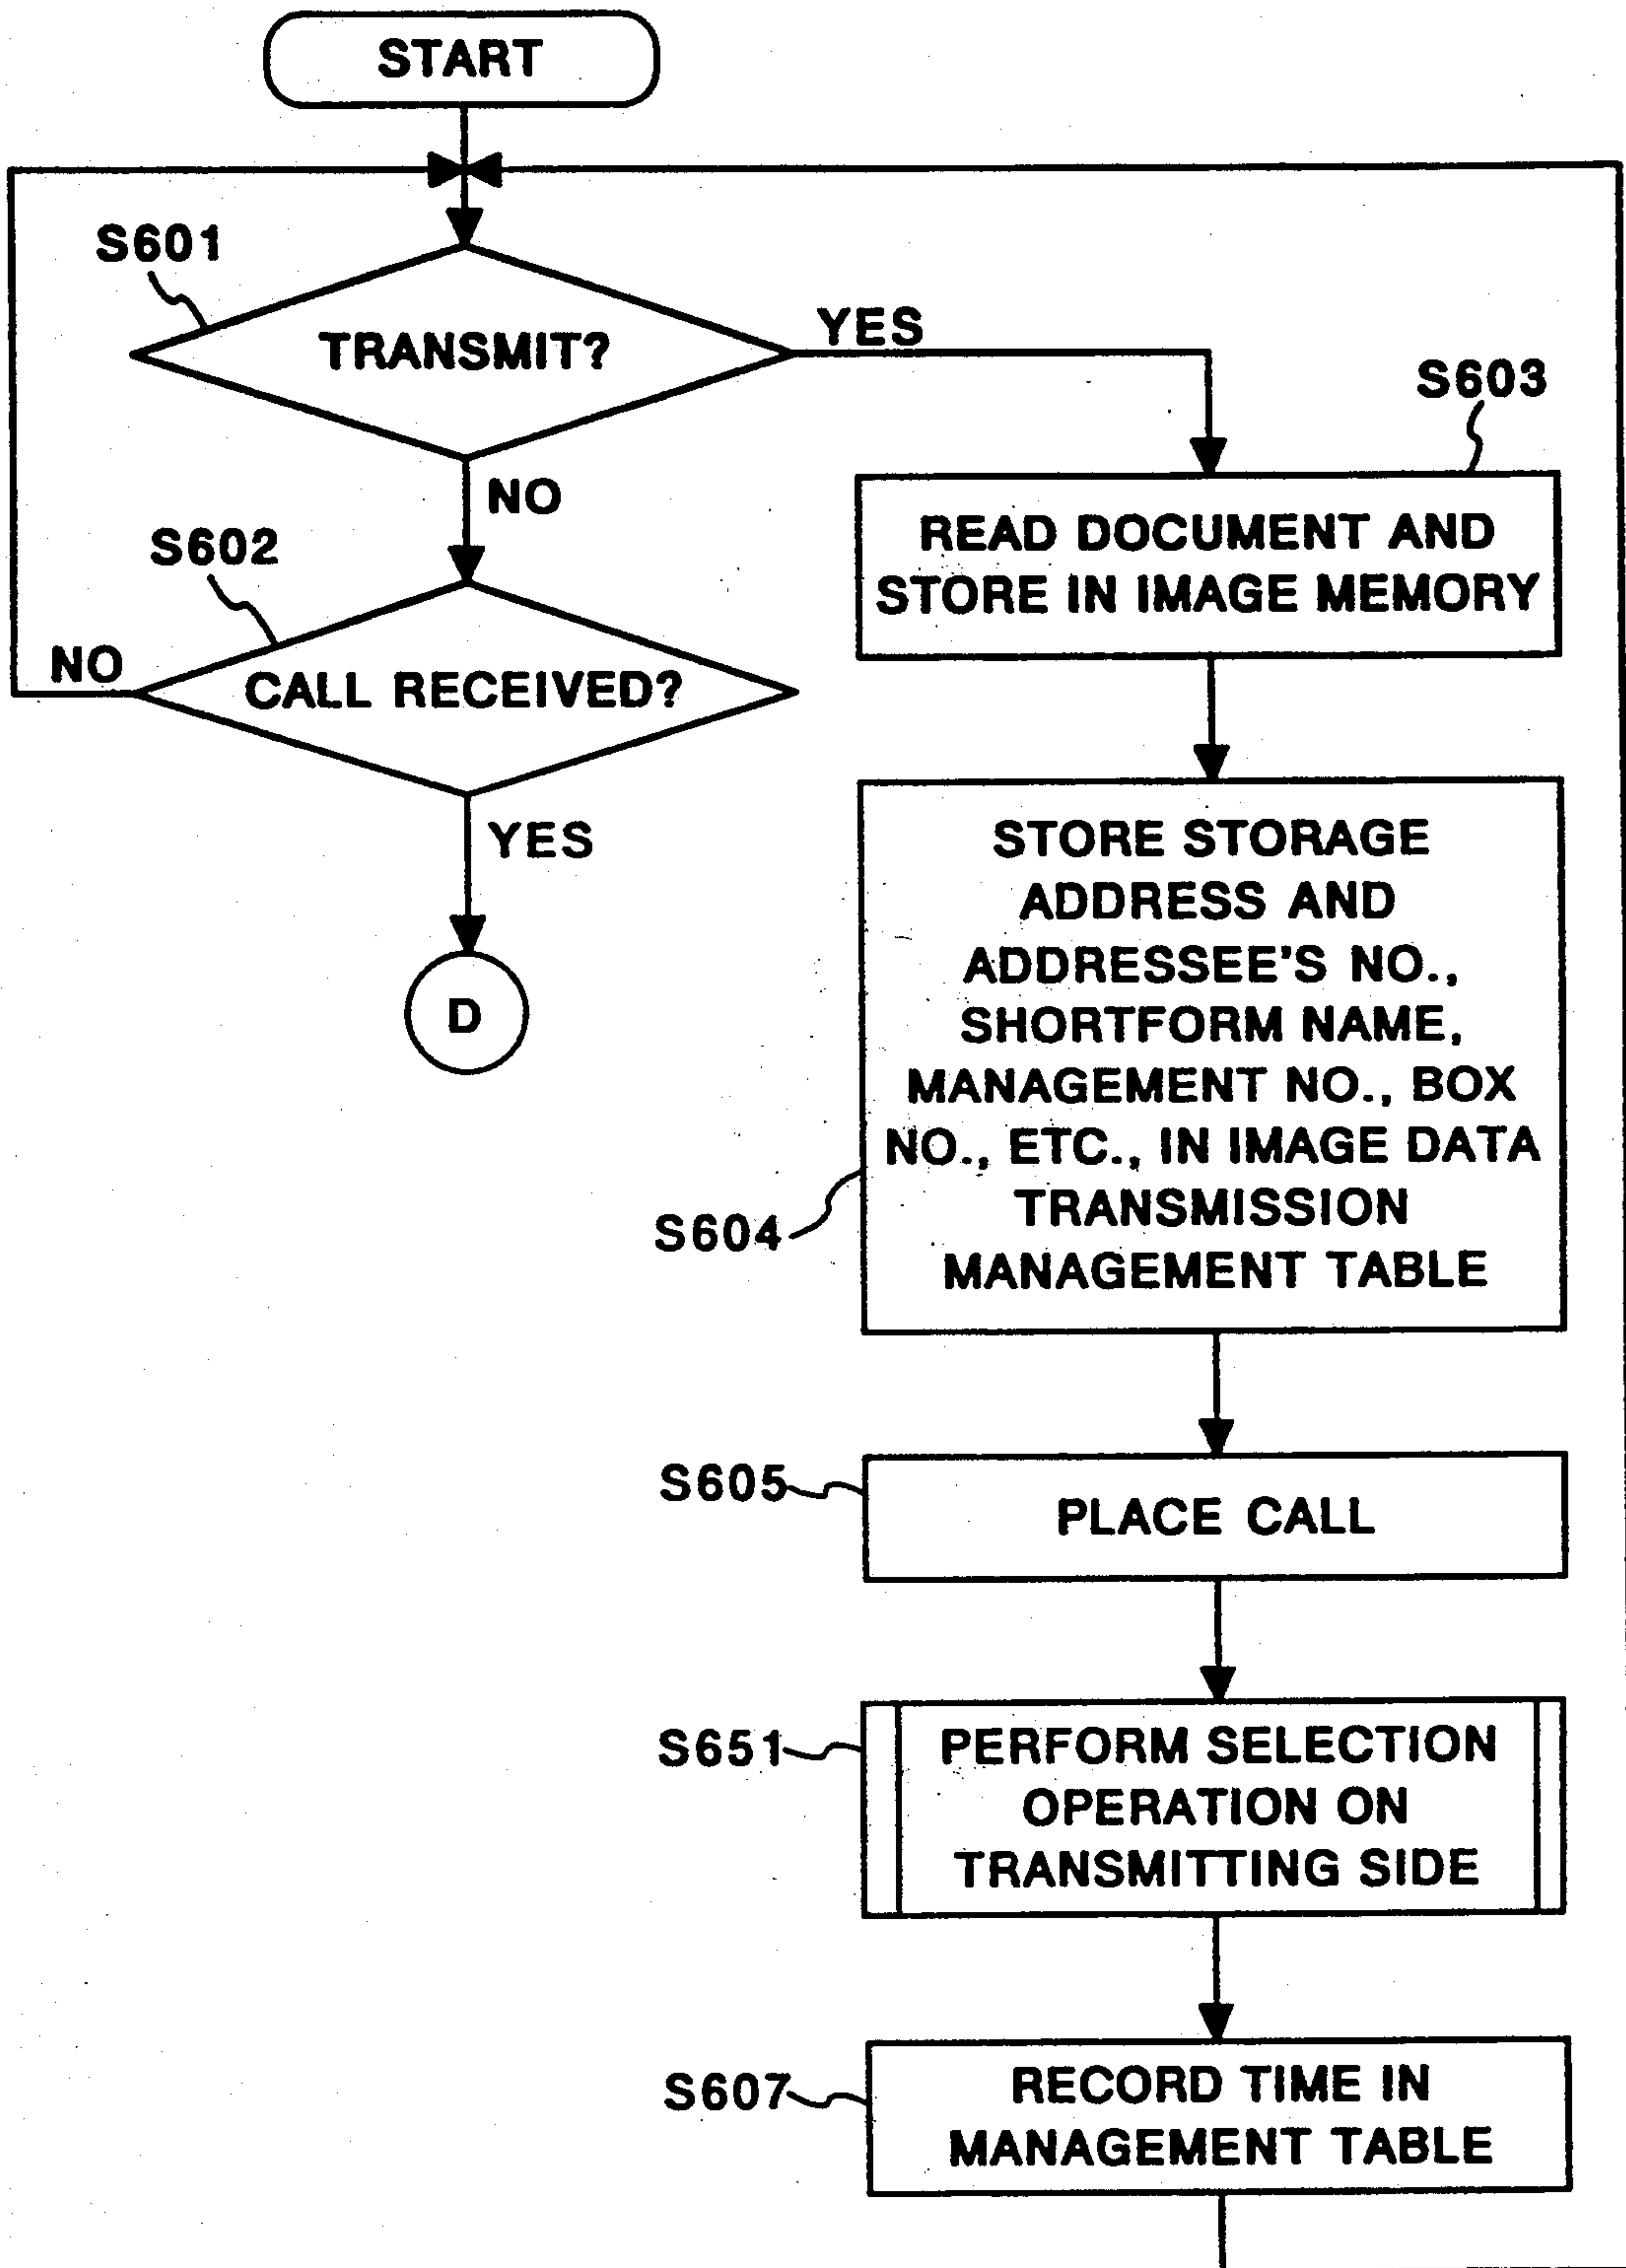 START
S601
TRANSMIT?
YES
NO
S602
CALL RECEIVED?
NO
YES
D
S603
READ DOCUMENT AND
STORE IN IMAGE MEMORY
STORE STORAGE
ADDRESS AND
ADDRESSEE'S NO.,
SHORTFORM NAME,
MANAGEMENT NO., BOX
NO., ETC., IN IMAGE DATA
TRANSMISSION
MANAGEMENT TABLE
S604
S605
PLACE CALL
S651
PERFORM SELECTION
OPERATION ON
TRANSMITTING SIDE
S607
RECORD TIME IN
MANAGEMENT TABLE